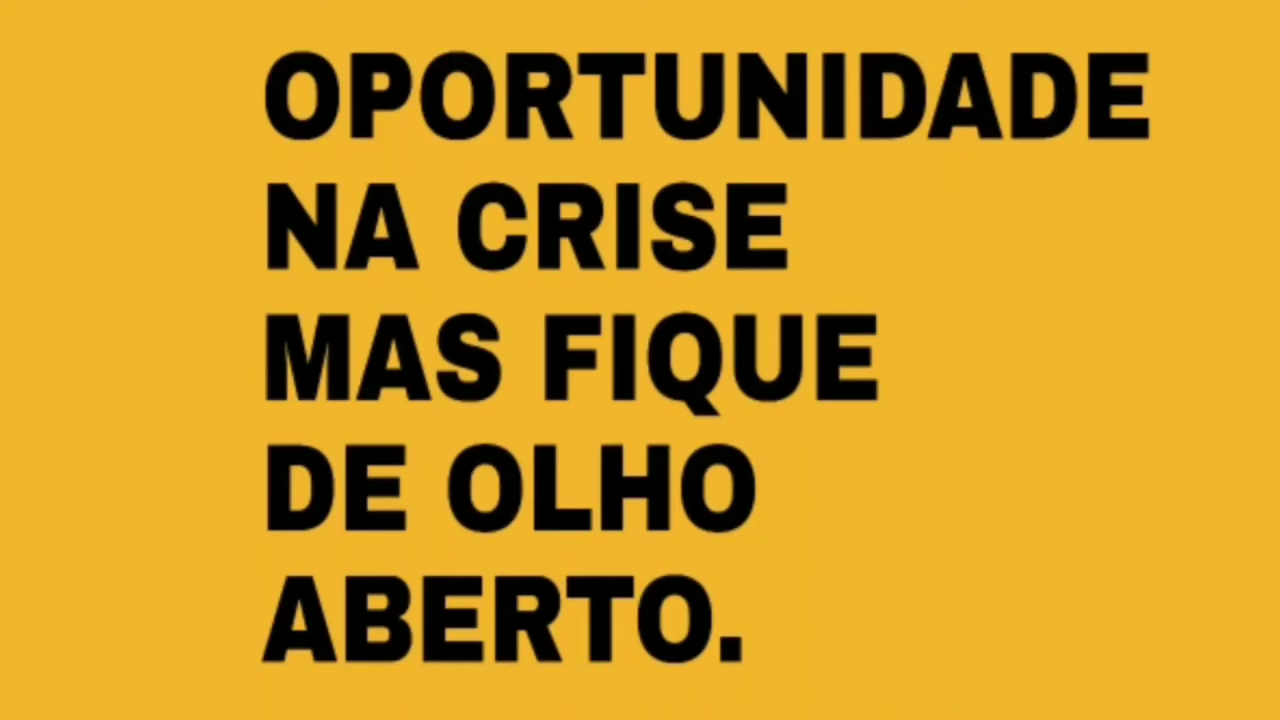 OPORTUNIDADE
NA CRISE
MAS FIQUE
DE OLHO
ABERTO.